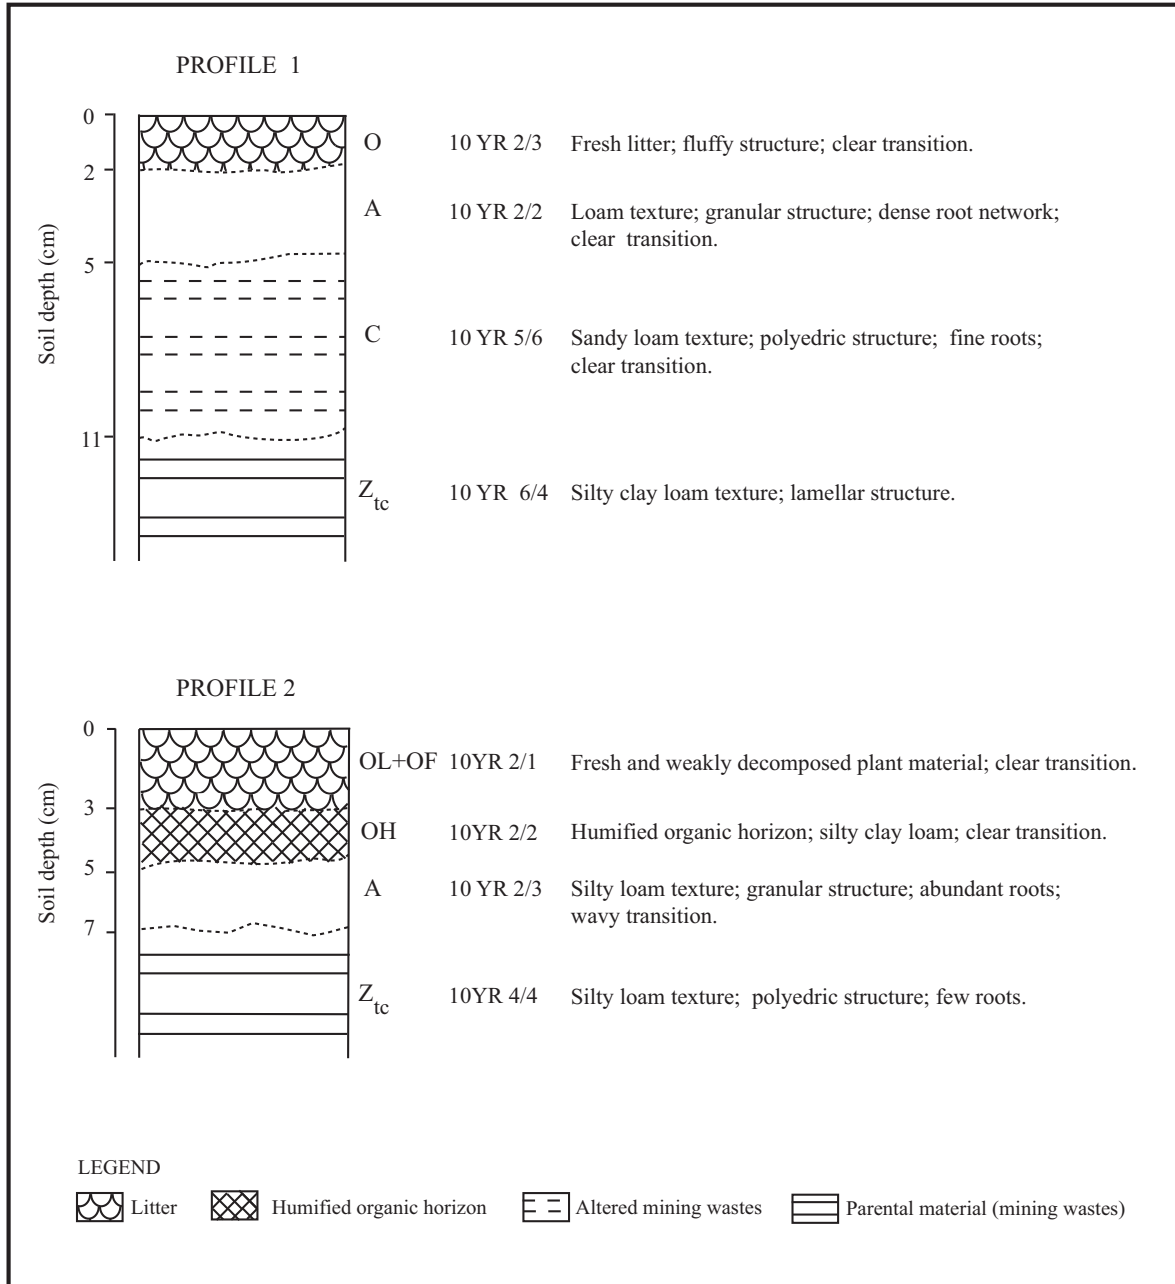 PROFILE 1
Soil depth (cm)
0
O 10 YR 2/3 Fresh litter; fluffy structure; clear transition.
2
A 10 YR 2/2 Loam texture; granular structure; dense root network;
clear transition.
5
C 10 YR 5/6 Sandy loam texture; polyedric structure; fine roots;
clear transition.
11
Ztc 10 YR 6/4 Silty clay loam texture; lamellar structure.
PROFILE 2
Soil depth (cm)
0
OL+OF 10YR 2/1 Fresh and weakly decomposed plant material; clear transition.
3
OH 10YR 2/2 Humified organic horizon; silty clay loam; clear transition.
5
A 10 YR 2/3 Silty loam texture; granular structure; abundant roots;
wavy transition.
7
Ztc 10YR 4/4 Silty loam texture; polyedric structure; few roots.
LEGEND
Litter Humified organic horizon Altered mining wastes Parental material (mining wastes)